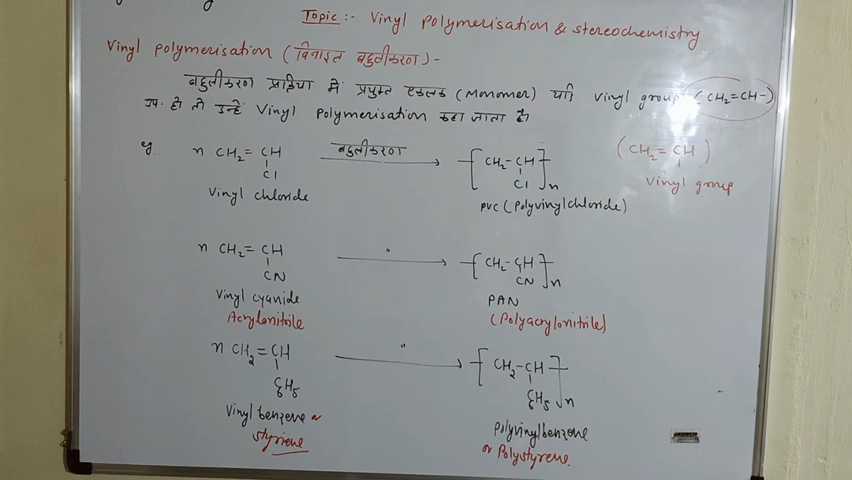 Topic :- Vinyl polymerisation & stereochemistry
Vinyl polymerisation (विनाइल बहुलीकरण) -
बहुलीकरण प्रक्रिया में प्रयुक्त एकलक (Monomer) यदि Vinyl group (CH₂=CH-)
उप. हो तो उन्हें Vinyl Polymerisation कहा जाता है।
n CH₂ = CH बहुलीकरण [CH₂-CH]n (CH₂ = CH)
Cl Cl Vinyl group
Vinyl chloride PVC (Polyvinylchloride)
n CH₂ = CH " [CH₂-CH]n
CN CN
Vinyl cyanide PAN
Acrylonitrile (Polyacrylonitrile)
n CH₂ = CH " [CH₂-CH]n
C₆H₅ C₆H₅
Vinyl benzene or polyvinylbenzene
styriene or Polystyrene